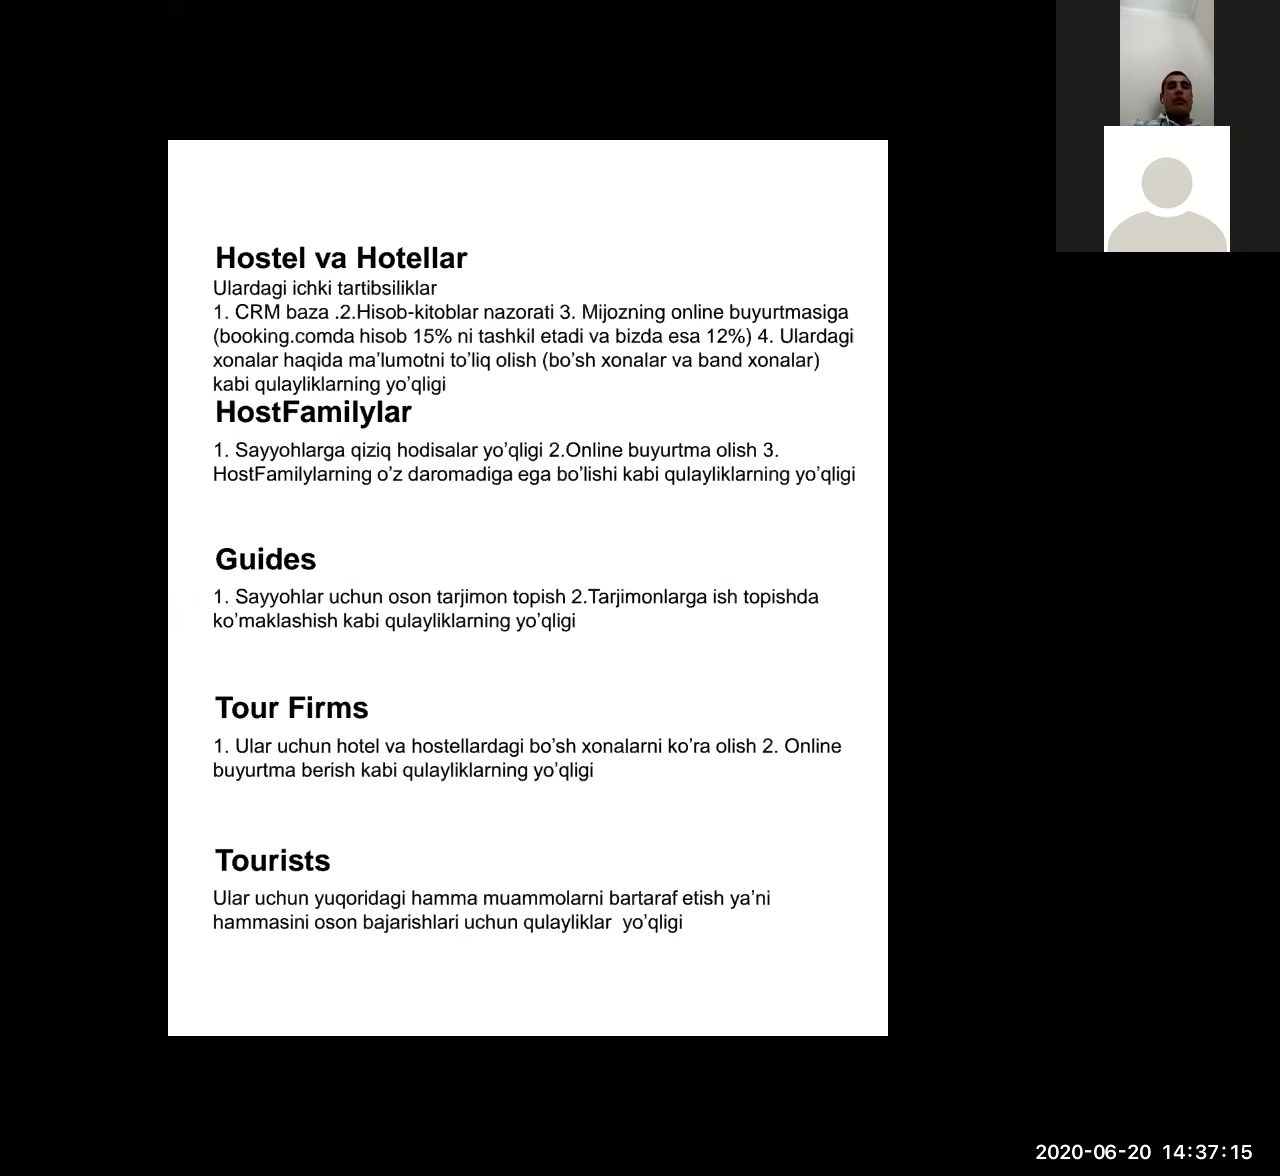 Hostel va Hotellar
Ulardagi ichki tartibsiliklar
1. CRM baza .2.Hisob-kitoblar nazorati 3. Mijozning online buyurtmasiga
(booking.comda hisob 15% ni tashkil etadi va bizda esa 12%) 4. Ulardagi
xonalar haqida ma’lumotni to’liq olish (bo’sh xonalar va band xonalar)
kabi qulayliklarning yo’qligi
HostFamilylar
1. Sayyohlarga qiziq hodisalar yo’qligi 2.Online buyurtma olish 3.
HostFamilylarning o’z daromadiga ega bo’lishi kabi qulayliklarning yo’qligi
Guides
1. Sayyohlar uchun oson tarjimon topish 2.Tarjimonlarga ish topishda
ko’maklashish kabi qulayliklarning yo’qligi
Tour Firms
1. Ular uchun hotel va hostellardagi bo’sh xonalarni ko’ra olish 2. Online
buyurtma berish kabi qulayliklarning yo’qligi
Tourists
Ular uchun yuqoridagi hamma muammolarni bartaraf etish ya’ni
hammasini oson bajarishlari uchun qulayliklar  yo’qligi
2020-06-20 14:37:15